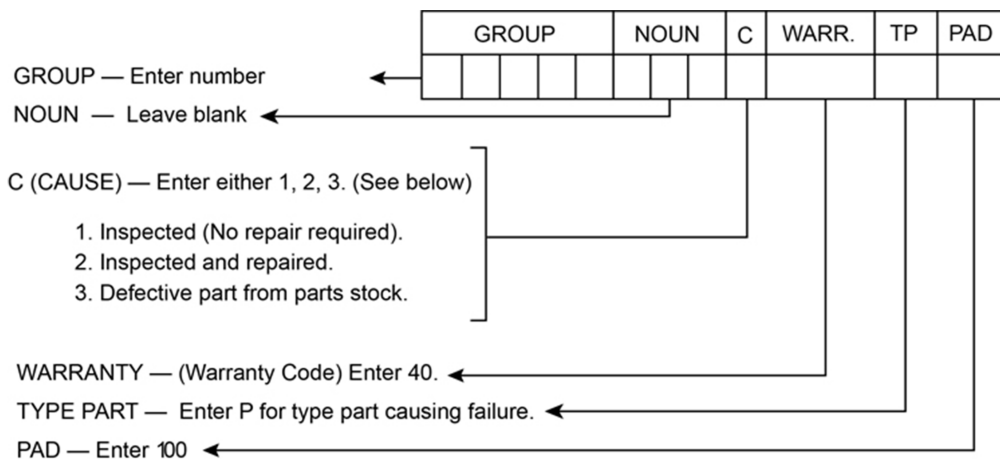 GROUP NOUN C WARR. TP PAD
GROUP — Enter number
NOUN — Leave blank
C (CAUSE) — Enter either 1, 2, 3. (See below)
1. Inspected (No repair required).
2. Inspected and repaired.
3. Defective part from parts stock.
WARRANTY — (Warranty Code) Enter 40.
TYPE PART — Enter P for type part causing failure.
PAD — Enter 100